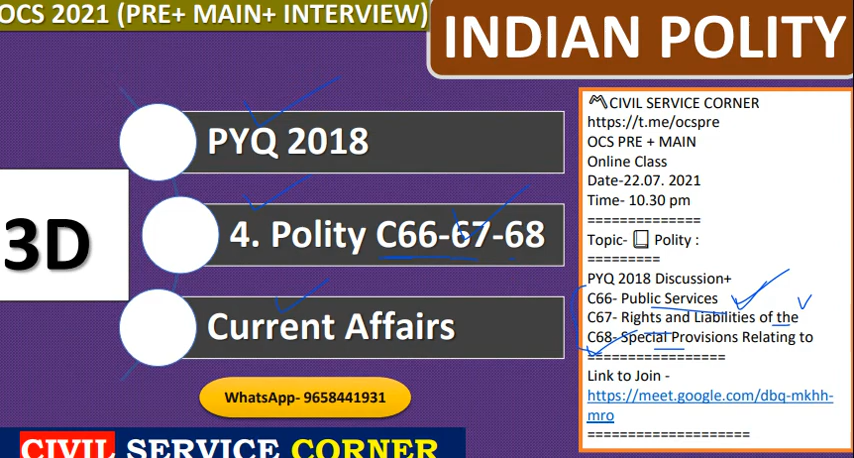 OCS 2021 (PRE+ MAIN+ INTERVIEW)
INDIAN POLITY
PYQ 2018
3D
4. Polity C66-67-68
Current Affairs
WhatsApp- 9658441931
CIVIL SERVICE CORNER
CIVIL SERVICE CORNER
https://t.me/ocspre
OCS PRE + MAIN
Online Class
Date-22.07. 2021
Time- 10.30 pm
==============
Topic- Polity :
=========
PYQ 2018 Discussion+
C66- Public Services
C67- Rights and Liabilities of the
C68- Special Provisions Relating to
=================
Link to Join -
https://meet.google.com/dbq-mkhh-
mro
====================